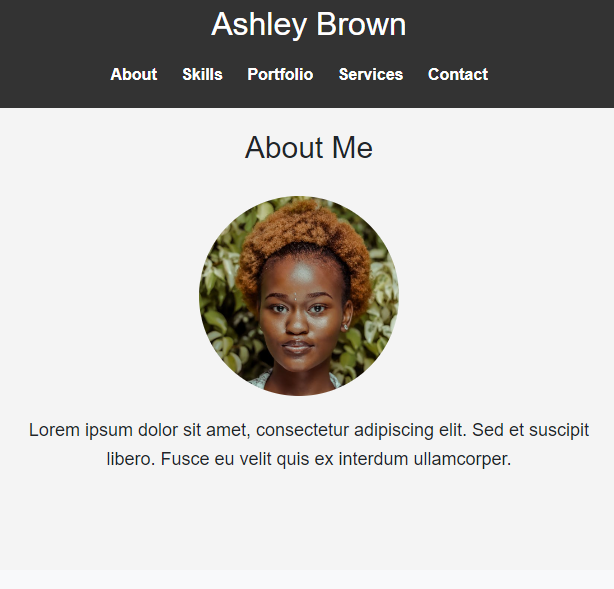 Ashley Brown
About Skills Portfolio Services Contact
About Me
Lorem ipsum dolor sit amet, consectetur adipiscing elit. Sed et suscipit
libero. Fusce eu velit quis ex interdum ullamcorper.